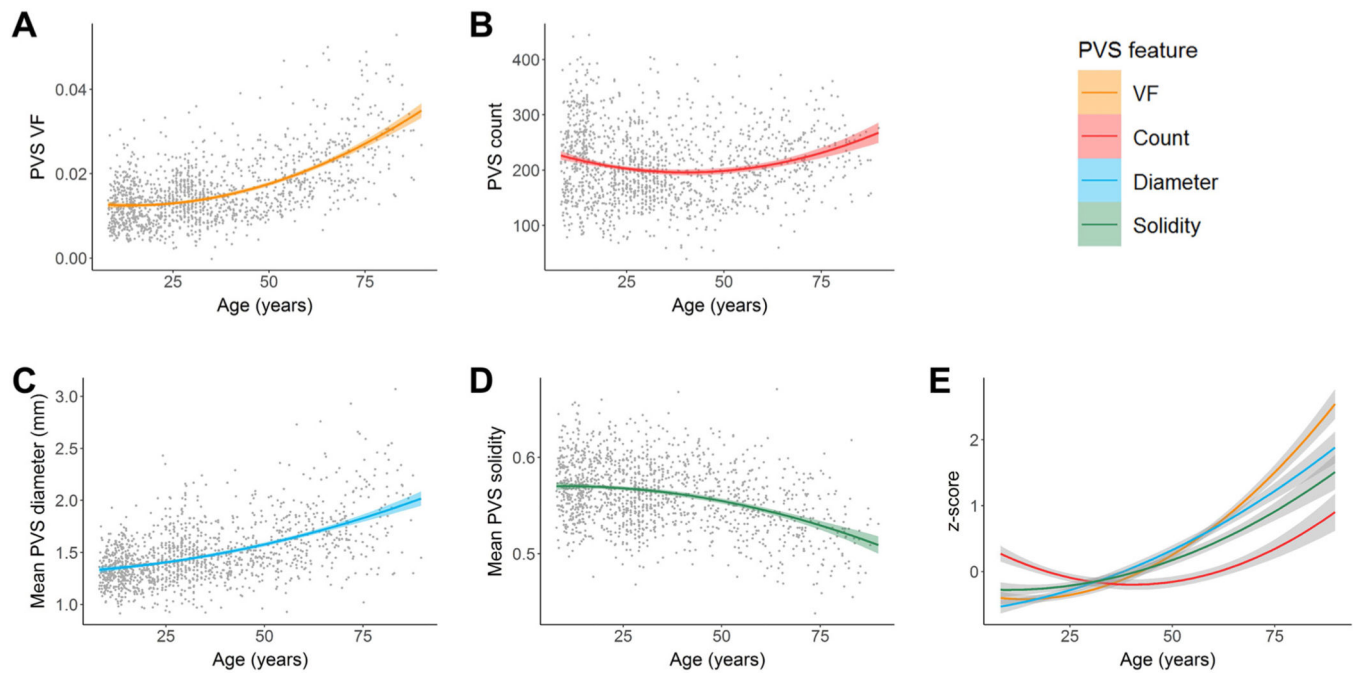 A
PVS VF
0.04
0.02
0.00
25
50
75
Age (years)
B
PVS count
400
300
200
100
25
50
75
Age (years)
PVS feature
VF
Count
Diameter
Solidity
C
Mean PVS diameter (mm)
3.0
2.5
2.0
1.5
1.0
25
50
75
Age (years)
D
Mean PVS solidity
0.6
0.5
25
50
75
Age (years)
E
z-score
2
1
0
25
50
75
Age (years)